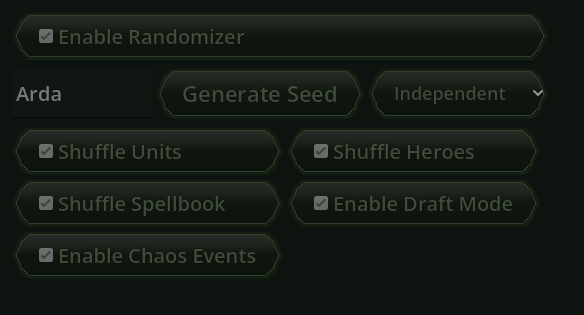 Enable Randomizer
Arda Generate Seed Independent
Shuffle Units Shuffle Heroes
Shuffle Spellbook Enable Draft Mode
Enable Chaos Events